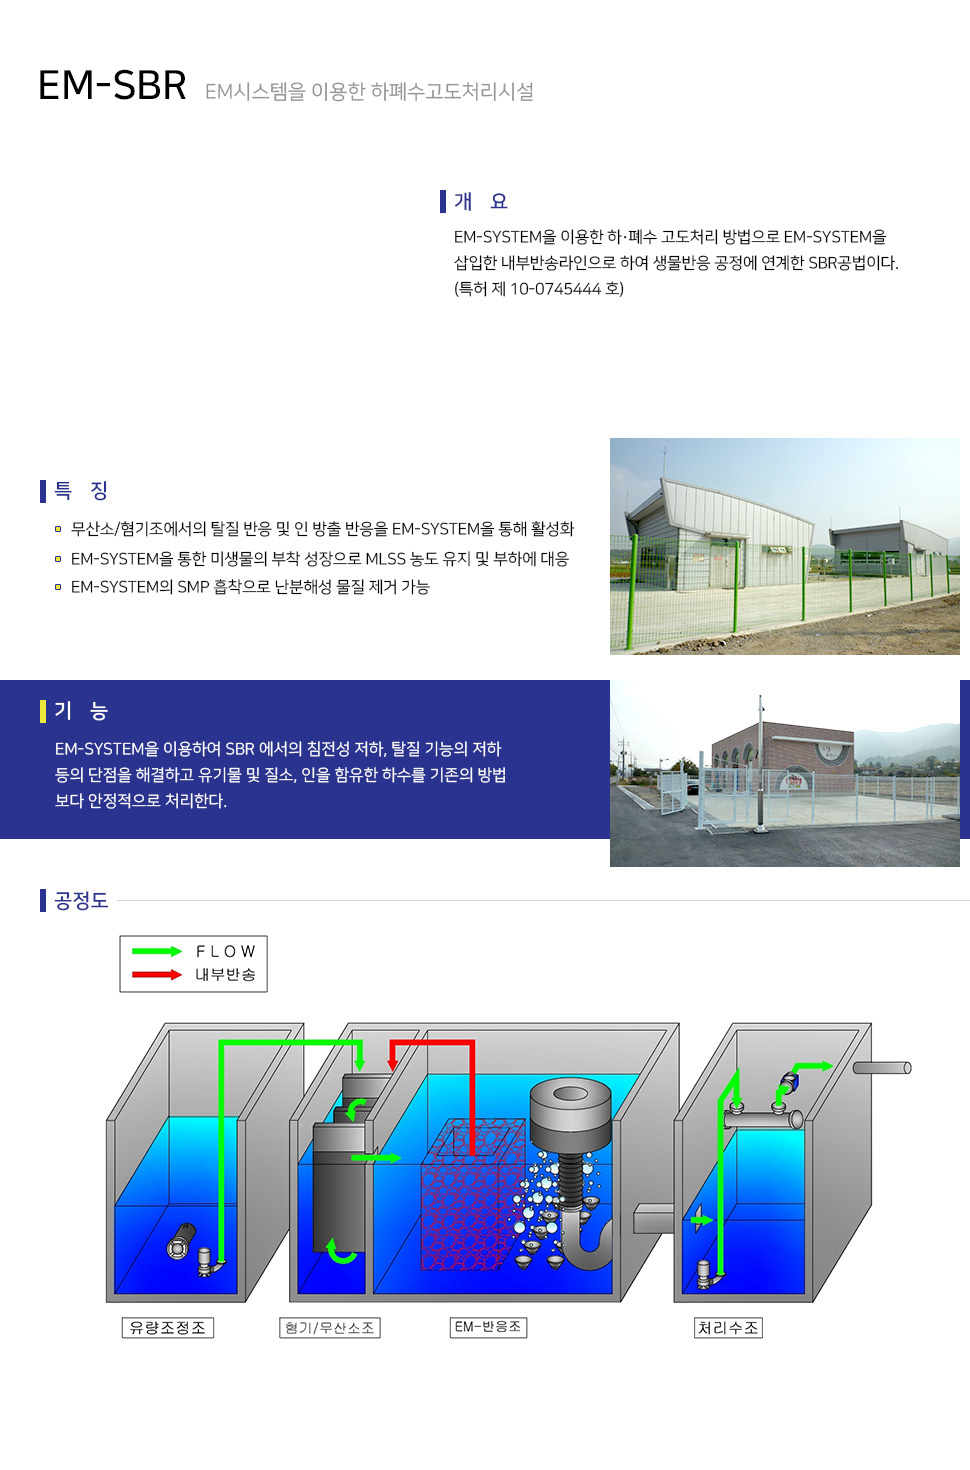 EM-SBR EM시스템을 이용한 하폐수고도처리시설
개 요
EM-SYSTEM을 이용한 하·폐수 고도처리 방법으로 EM-SYSTEM을
삽입한 내부반송라인으로 하여 생물반응 공정에 연계한 SBR공법이다.
(특허 제 10-0745444 호)
특 징
무산소/혐기조에서의 탈질 반응 및 인 방출 반응을 EM-SYSTEM을 통해 활성화
EM-SYSTEM을 통한 미생물의 부착 성장으로 MLSS 농도 유지 및 부하에 대응
EM-SYSTEM의 SMP 흡착으로 난분해성 물질 제거 가능
기 능
EM-SYSTEM을 이용하여 SBR 에서의 침전성 저하, 탈질 기능의 저하
등의 단점을 해결하고 유기물 및 질소, 인을 함유한 하수를 기존의 방법
보다 안정적으로 처리한다.
공정도
FLOW
내부반송
유량조정조
혐기/무산소조
EM-반응조
처리수조